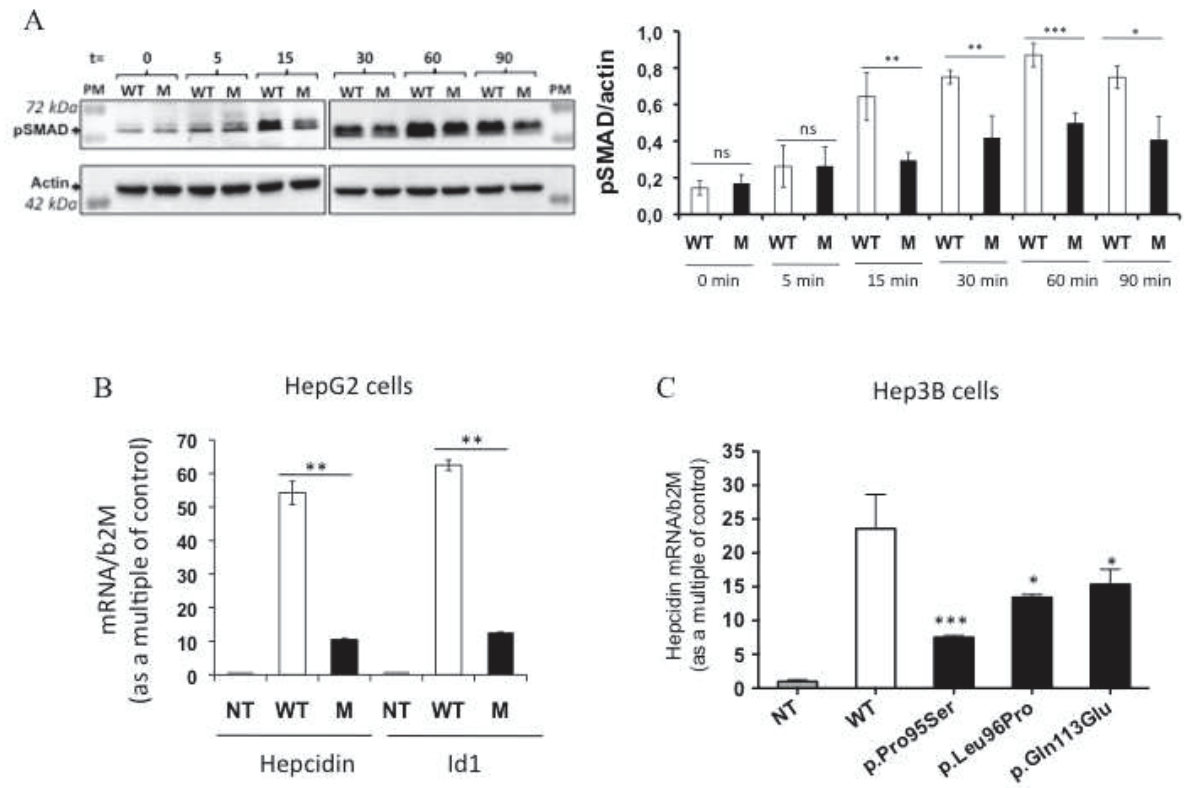 A
t= 0 5 15 30 60 90
PM WT M WT M WT M WT M WT M WT M PM
72 kDa
pSMAD
Actin
42 kDa
pSMAD/actin
1,0
0,8
0,6
0,4
0,2
0,0
ns ns ** ** *** *
WT M WT M WT M WT M WT M WT M
0 min 5 min 15 min 30 min 60 min 90 min
B
HepG2 cells
mRNA/b2M
(as a multiple of control)
70
60
50
40
30
20
10
0
** **
NT WT M NT WT M
Hepcidin Id1
C
Hep3B cells
Hepcidin mRNA/b2M
(as a multiple of control)
35
30
25
20
15
10
5
0
*** * *
NT WT p.Pro95Ser p.Leu96Pro p.Gln113Glu